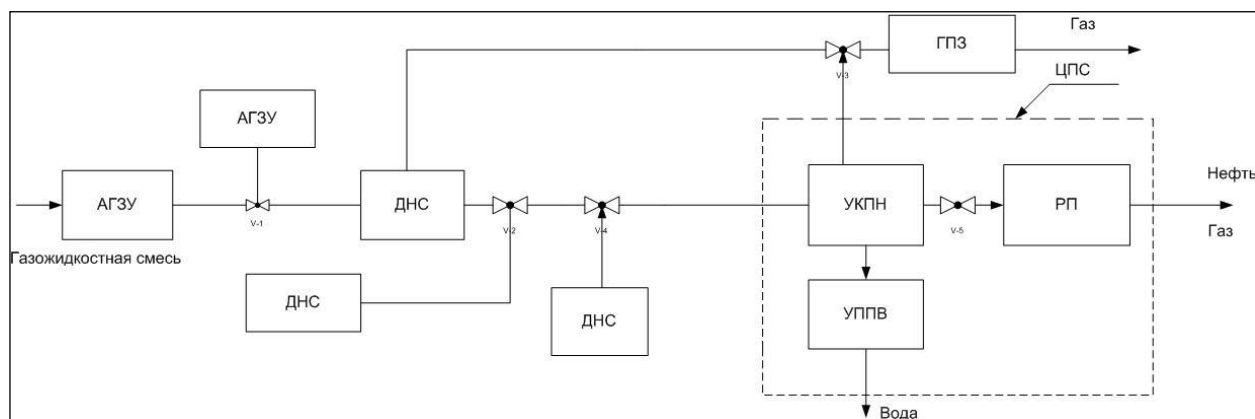 Газ
ГПЗ
V-3
ЦПС
АГЗУ
АГЗУ
V-1
ДНС
V-2
V-4
УКПН
V-5
РП
Нефть
Газ
Газожидкостная смесь
ДНС
ДНС
УППВ
Вода